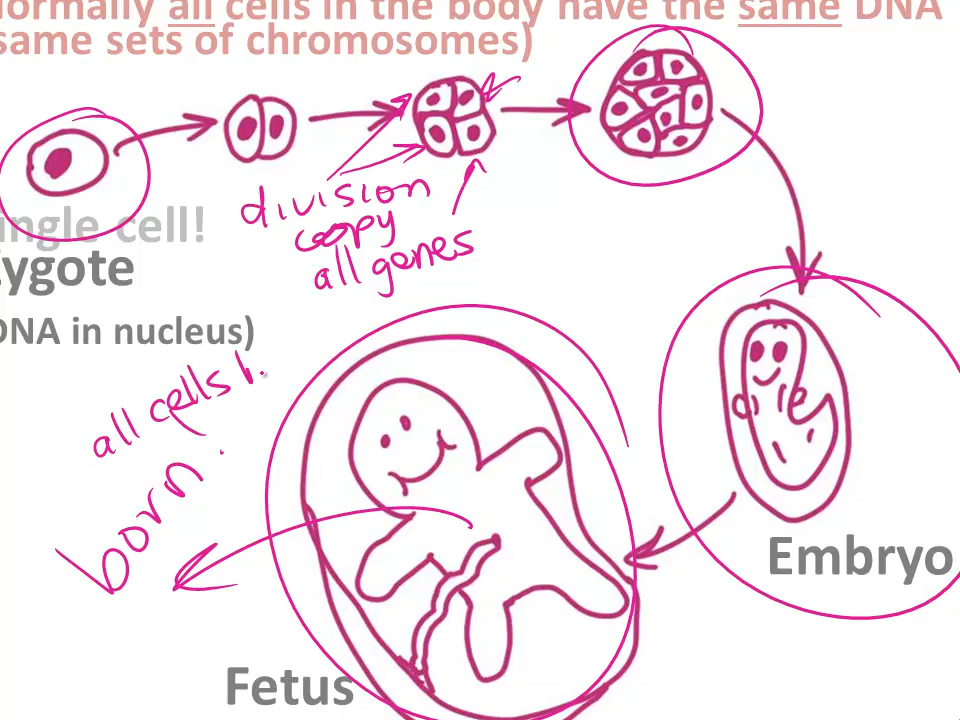 ormally all cells in the body have the same DNA
same sets of chromosomes)
division
copy
all genes
ingle cell!
ygote
DNA in nucleus)
all cells
born
Embryo
Fetus